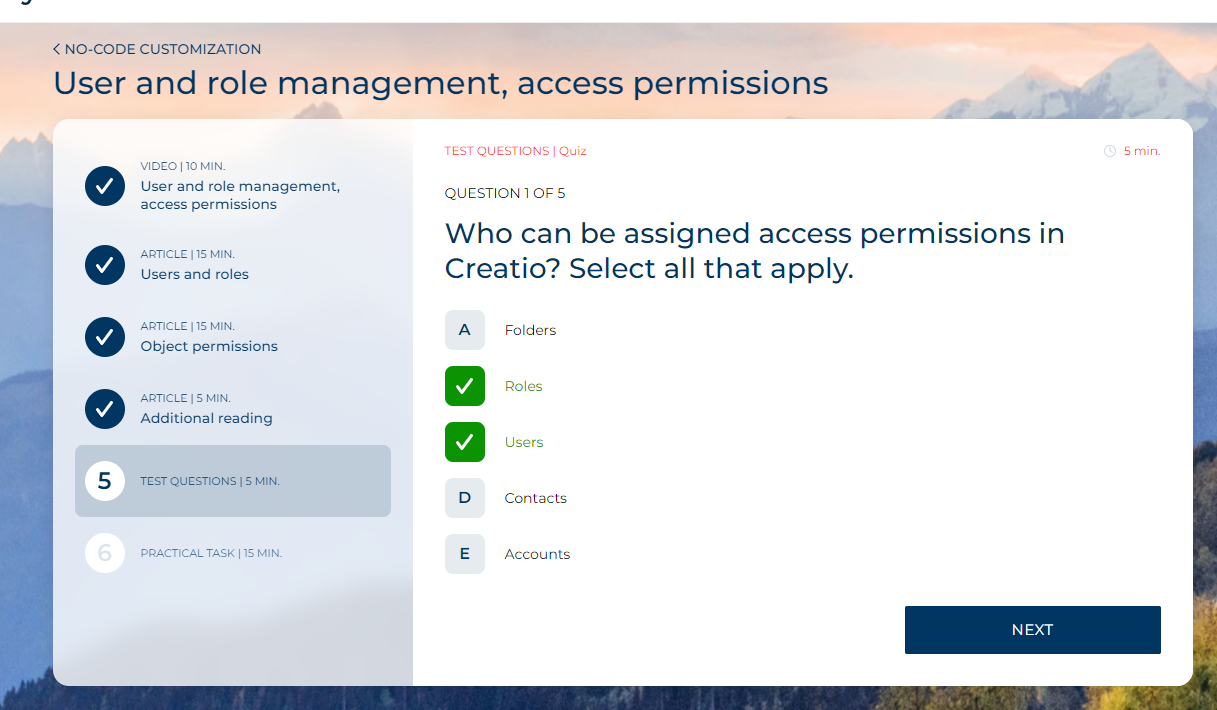 NO-CODE CUSTOMIZATION
User and role management, access permissions
VIDEO | 10 MIN.
User and role management,
access permissions
ARTICLE | 15 MIN.
Users and roles
ARTICLE | 15 MIN.
Object permissions
ARTICLE | 5 MIN.
Additional reading
5
TEST QUESTIONS | 5 MIN.
6
PRACTICAL TASK | 15 MIN.
TEST QUESTIONS | Quiz
5 min.
QUESTION 1 OF 5
Who can be assigned access permissions in
Creatio? Select all that apply.
A Folders
Roles
Users
D Contacts
E Accounts
NEXT